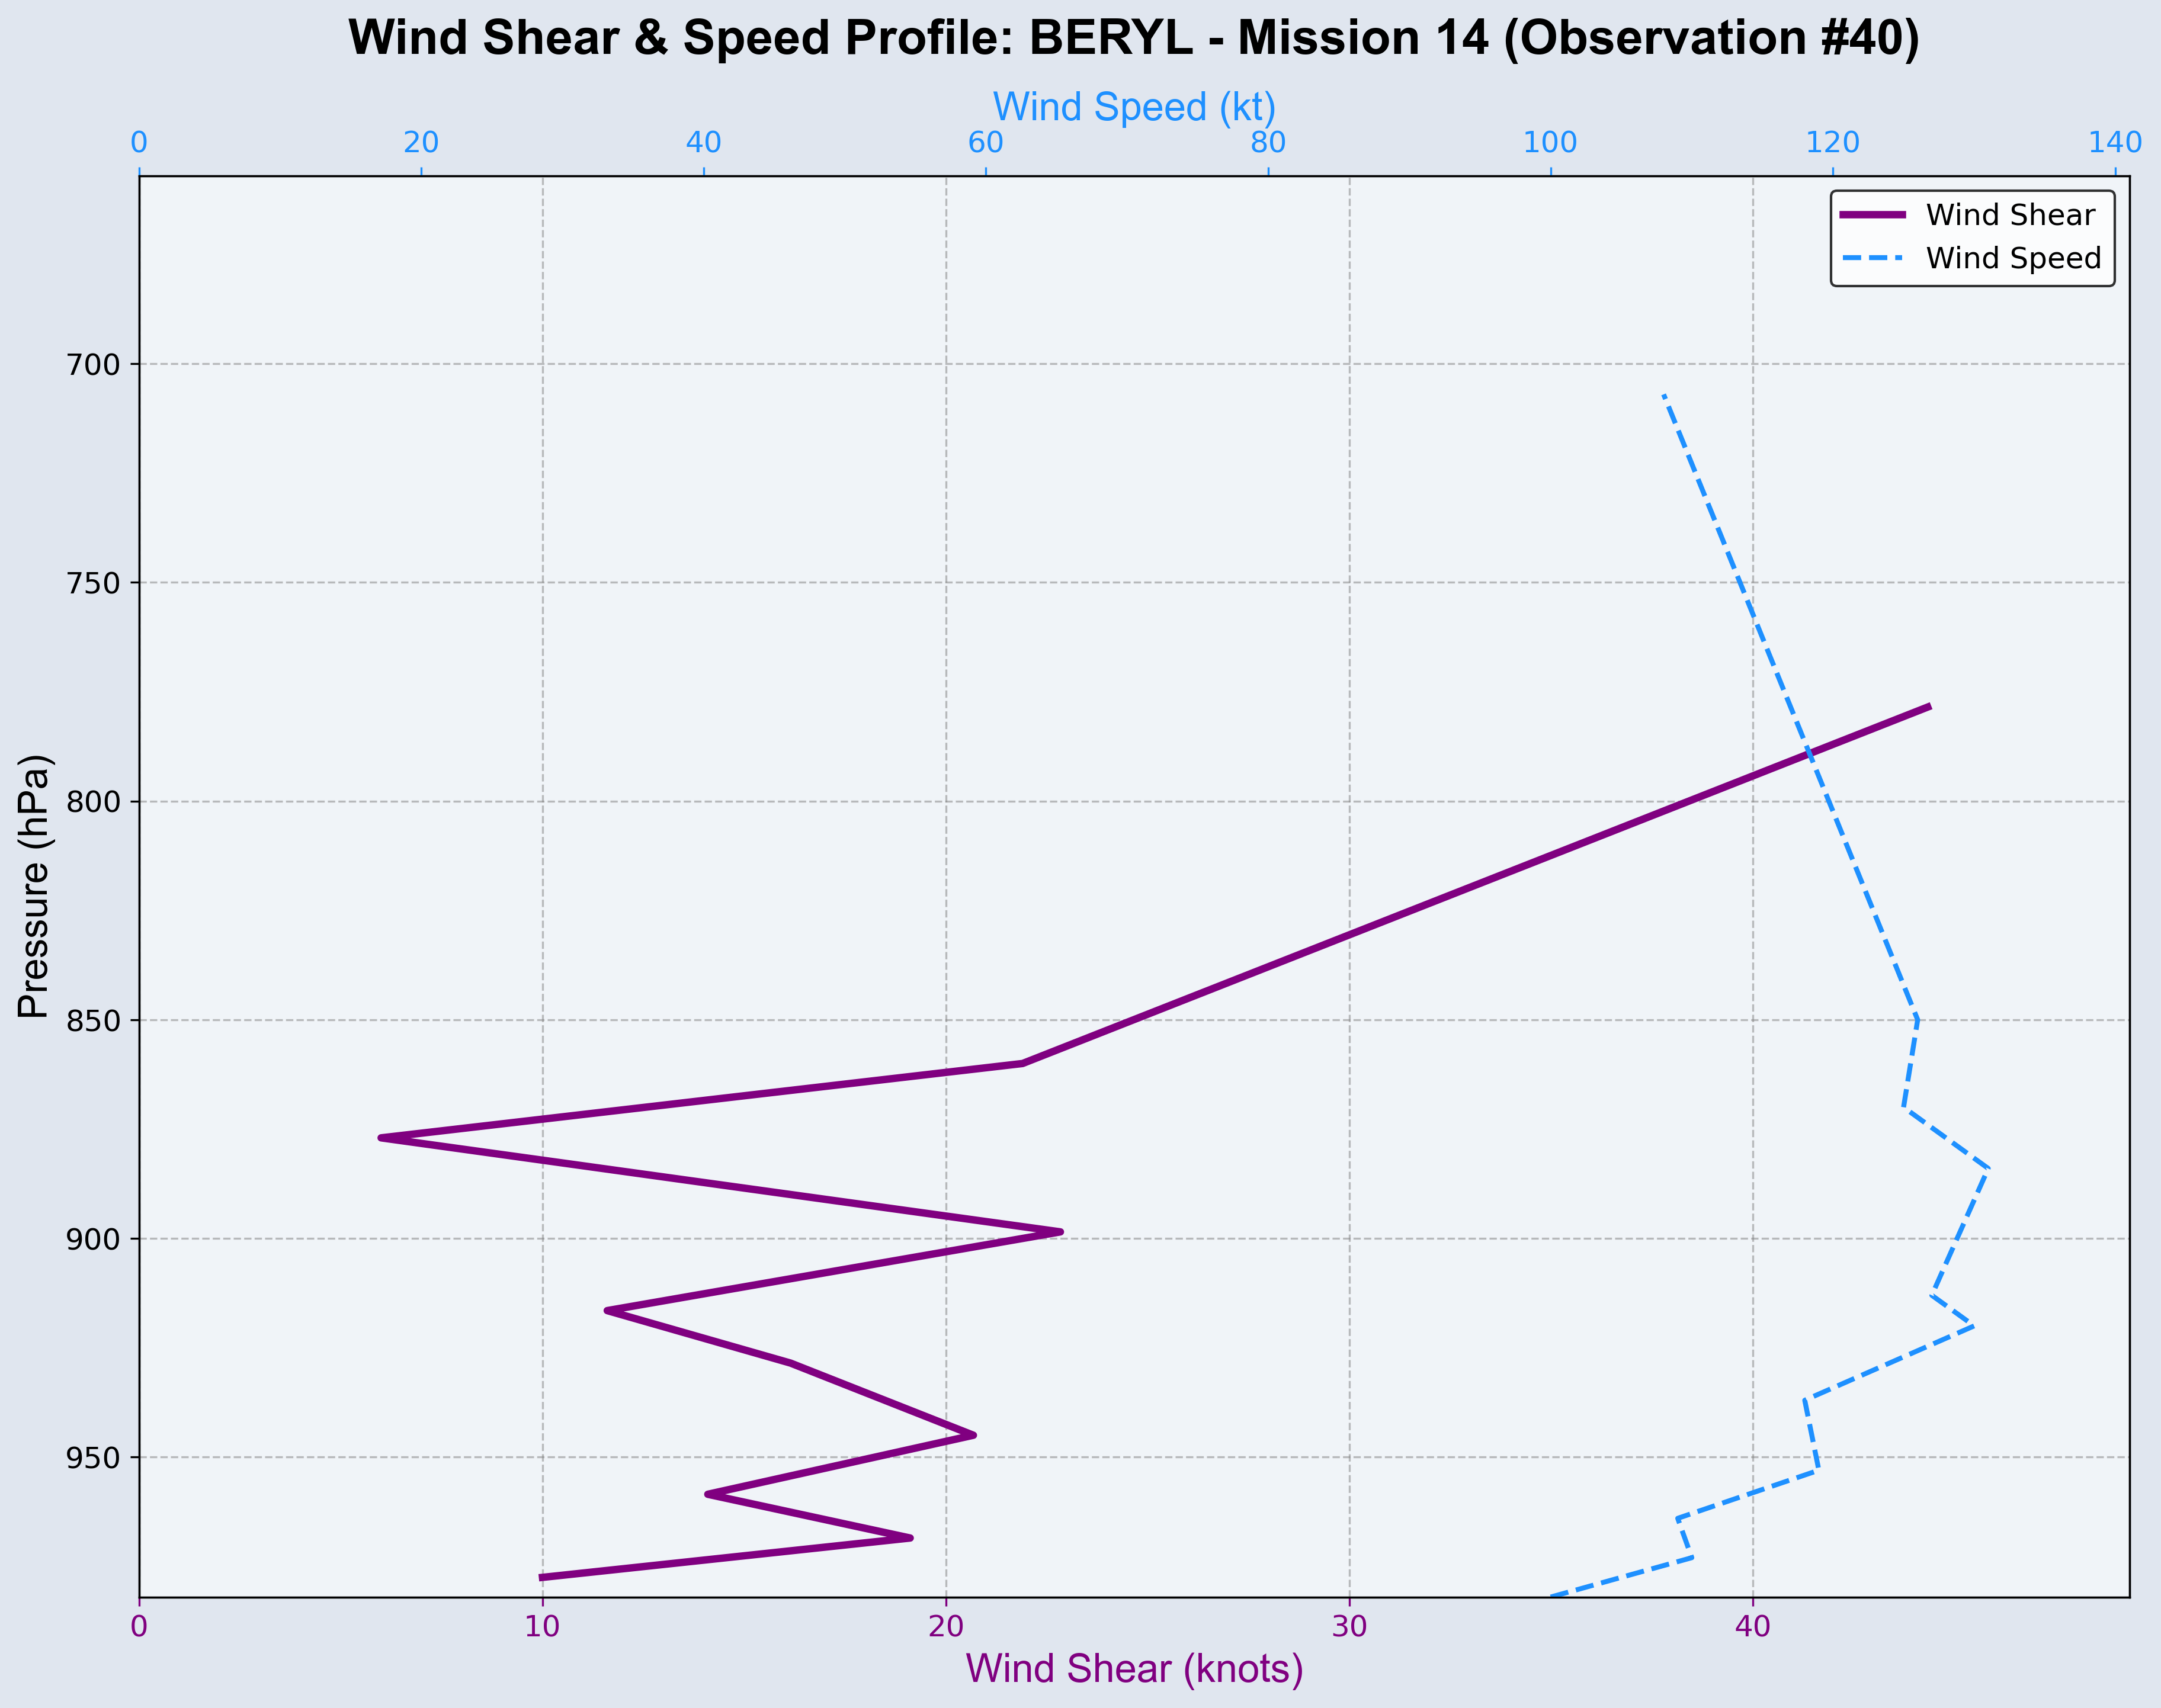 Wind Shear & Speed Profile: BERYL - Mission 14 (Observation #40)
Wind Speed (kt)
0 20 40 60 80 100 120 140
Wind Shear
Wind Speed
700
750
800
850
900
950
Pressure (hPa)
0 10 20 30 40
Wind Shear (knots)